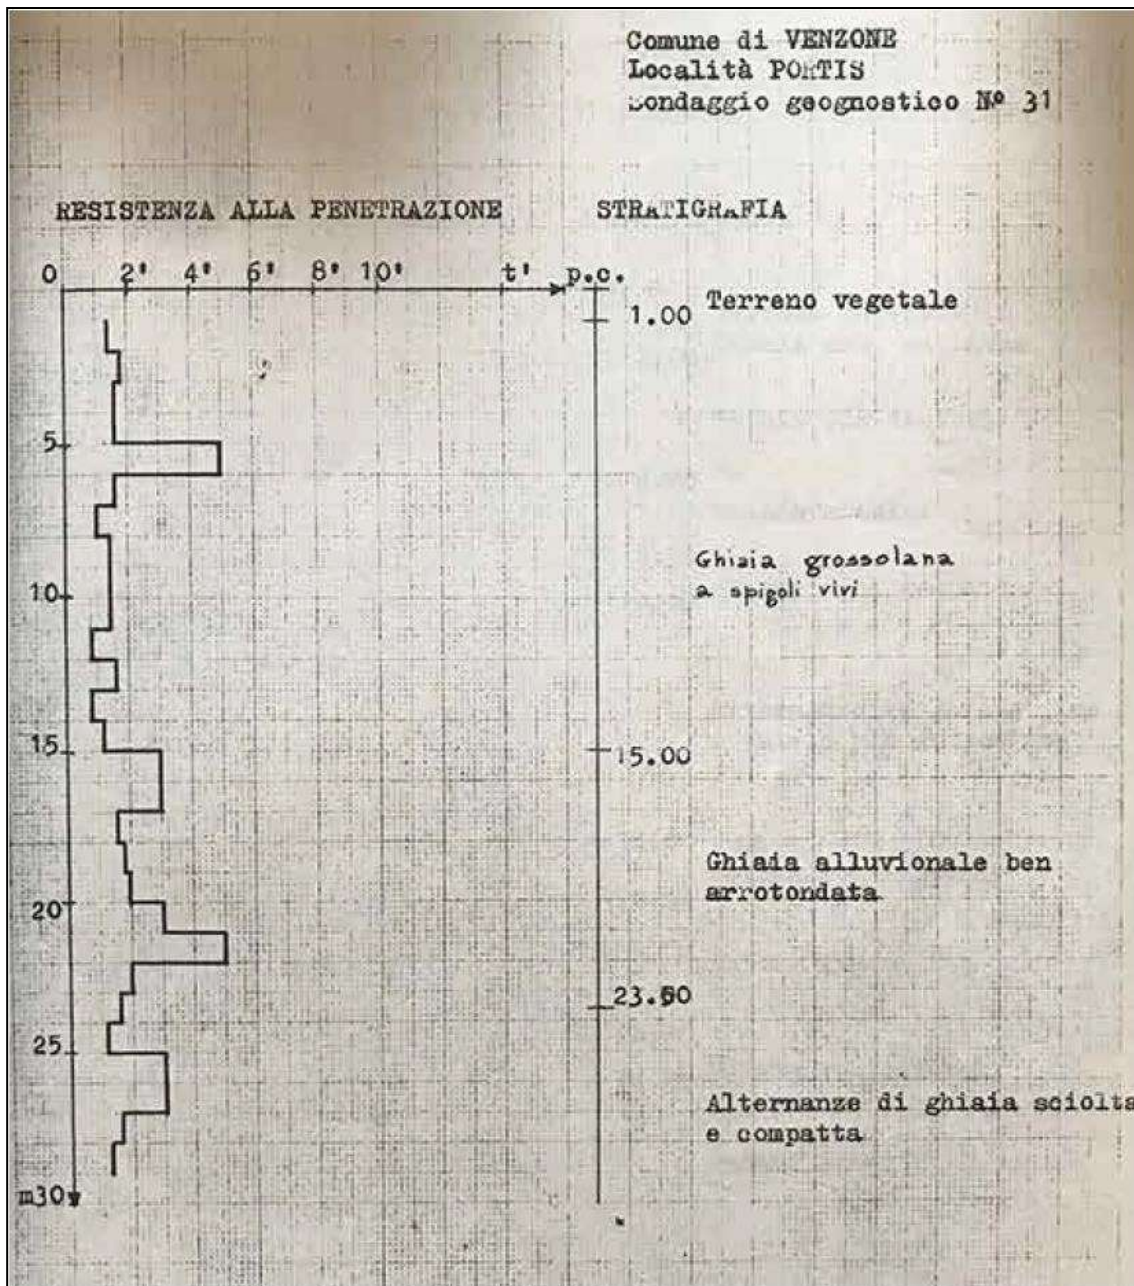 Comune di VENZONE
Località PORTIS
Sondaggio geognostico Nº 31
RESISTENZA ALLA PENETRAZIONE
STRATIGRAFIA
0 2' 4' 6' 8' 10' t' p.c.
1.00 Terreno vegetale
5
Ghiaia grossolana
a spigoli vivi
10
15
15.00
Ghiaia alluvionale ben
arrotondata
20
23.50
25
Alternanze di ghiaia sciolta
e compatta
m30